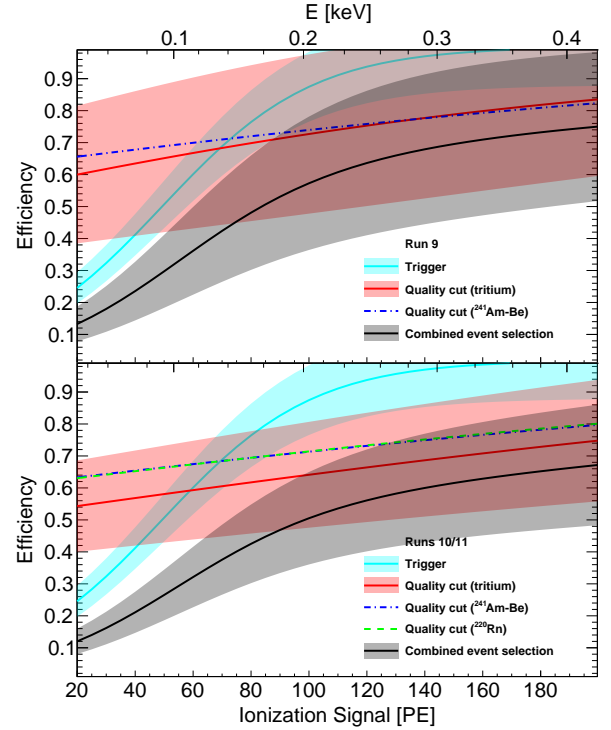 E [keV]
0.1 0.2 0.3 0.4
0.9
0.8
0.7
0.6
0.5
0.4
0.3
0.2
0.1
Efficiency
Run 9
Trigger
Quality cut (tritium)
Quality cut (²⁴¹Am-Be)
Combined event selection
0.9
0.8
0.7
0.6
0.5
0.4
0.3
0.2
0.1
Efficiency
Runs 10/11
Trigger
Quality cut (tritium)
Quality cut (²⁴¹Am-Be)
Quality cut (²²⁰Rn)
Combined event selection
20 40 60 80 100 120 140 160 180
Ionization Signal [PE]